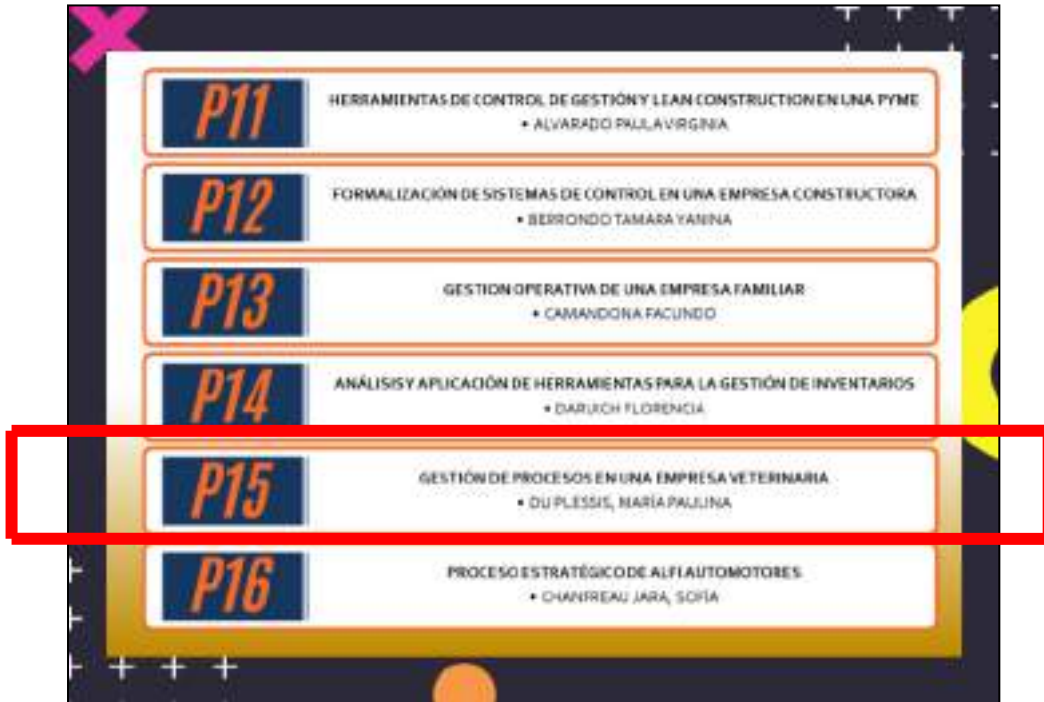 P11
HERRAMIENTAS DE CONTROL DE GESTIÓN Y LEAN CONSTRUCTION EN UNA PYME
• ALVARADO PAULA VIRGINIA
P12
FORMALIZACIÓN DE SISTEMAS DE CONTROL EN UNA EMPRESA CONSTRUCTORA
• BERRONDO TAMARA YANINA
P13
GESTION OPERATIVA DE UNA EMPRESA FAMILIAR
• CAMANDONA FACUNDO
P14
ANÁLISIS Y APLICACIÓN DE HERRAMIENTAS PARA LA GESTIÓN DE INVENTARIOS
• DARUICH FLORENCIA
P15
GESTIÓN DE PROCESOS EN UNA EMPRESA VETERINARIA
• DU PLESSIS, MARÍA PAULINA
P16
PROCESO ESTRATÉGICO DE ALFI AUTOMOTORES
• CHANFREAU JARA, SOFÍA